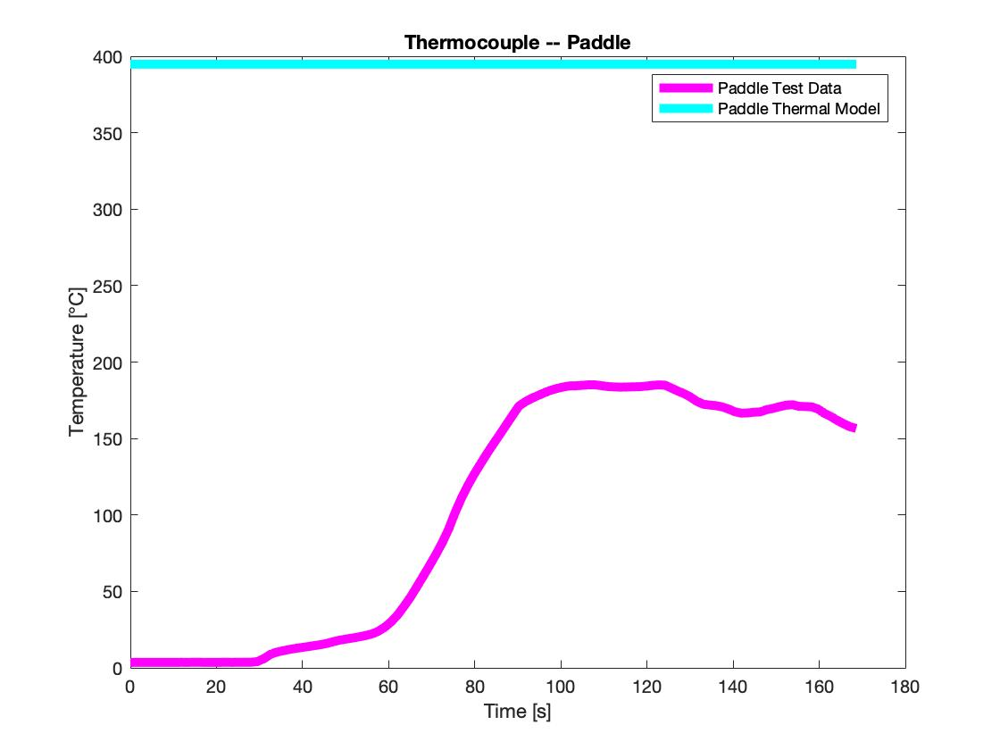 Thermocouple -- Paddle
400
350
300
250
200
150
100
50
0
Temperature [°C]
Paddle Test Data
Paddle Thermal Model
0 20 40 60 80 100 120 140 160 180
Time [s]